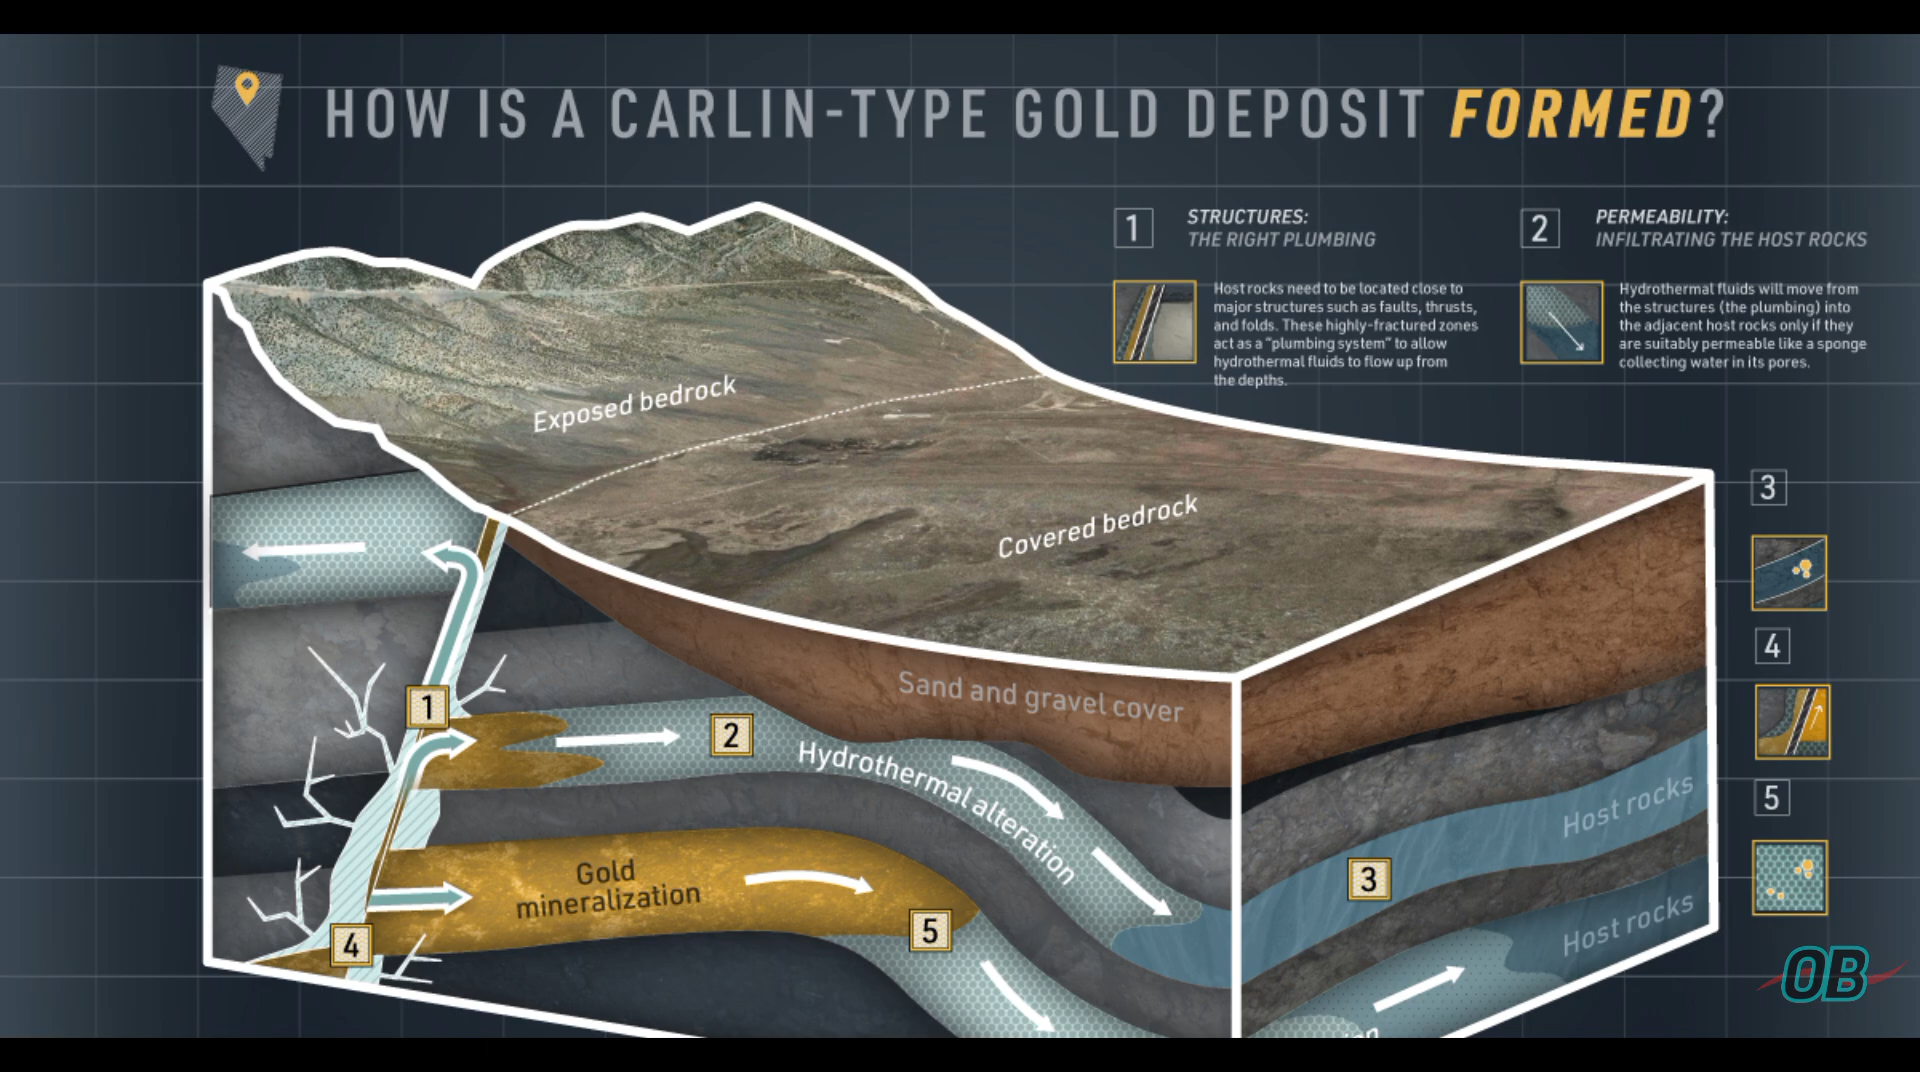 HOW IS A CARLIN-TYPE GOLD DEPOSIT FORMED?
1
STRUCTURES:
THE RIGHT PLUMBING
Host rocks need to be located close to
major structures such as faults, thrusts,
and folds. These highly-fractured zones
act as a "plumbing system" to allow
hydrothermal fluids to flow up from
the depths.
2
PERMEABILITY:
INFILTRATING THE HOST ROCKS
Hydrothermal fluids will move from
the structures (the plumbing) into
the adjacent host rocks only if they
are suitably permeable like a sponge
collecting water in its pores.
Exposed bedrock
Covered bedrock
3
4
5
Sand and gravel cover
1
2
Hydrothermal alteration
Host rocks
3
Gold
mineralization
5
4
Host rocks
OB